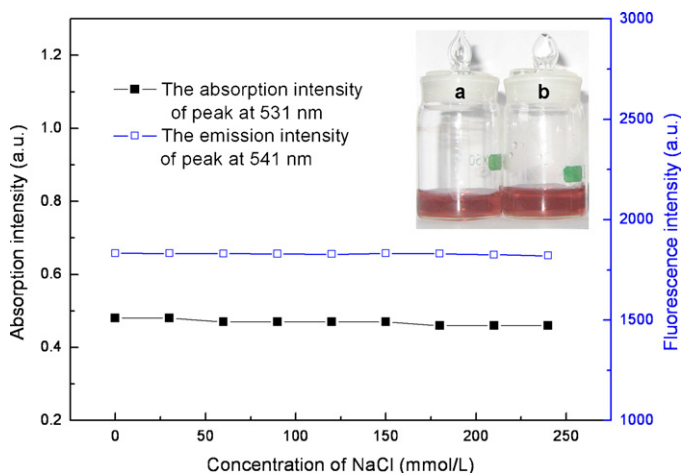 1.2
1.0
0.8
0.6
0.4
0.2
Absorption intensity (a.u.)
The absorption intensity
of peak at 531 nm
The emission intensity
of peak at 541 nm
a
b
50
3000
2500
2000
1500
1000
Fluorescence intensity (a.u.)
0 50 100 150 200 250
Concentration of NaCl (mmol/L)